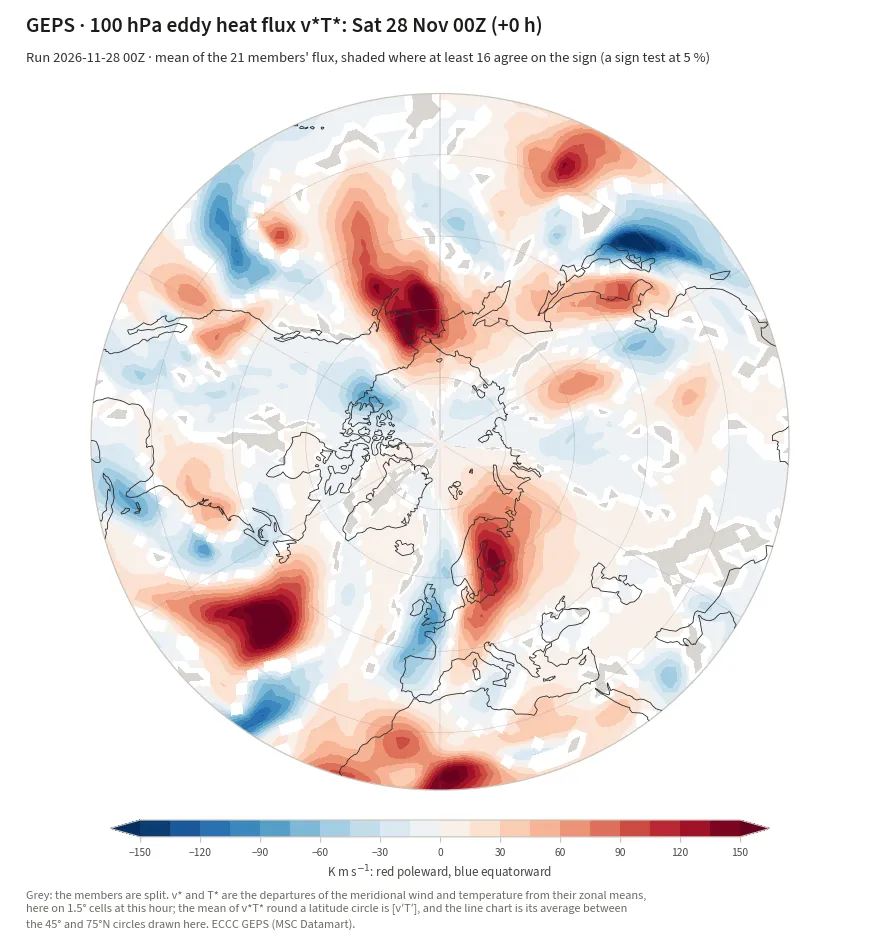 GEPS · 100 hPa eddy heat flux v*T*: Sat 28 Nov 00Z (+0 h)
Run 2026-11-28 00Z · mean of the 21 members' flux, shaded where at least 16 agree on the sign (a sign test at 5 %)
−150 −120 −90 −60 −30 0 30 60 90 120 150
K m s⁻¹: red poleward, blue equatorward
Grey: the members are split. v* and T* are the departures of the meridional wind and temperature from their zonal means,
here on 1.5° cells at this hour; the mean of v*T* round a latitude circle is [v'T'], and the line chart is its average between
the 45° and 75°N circles drawn here. ECCC GEPS (MSC Datamart).